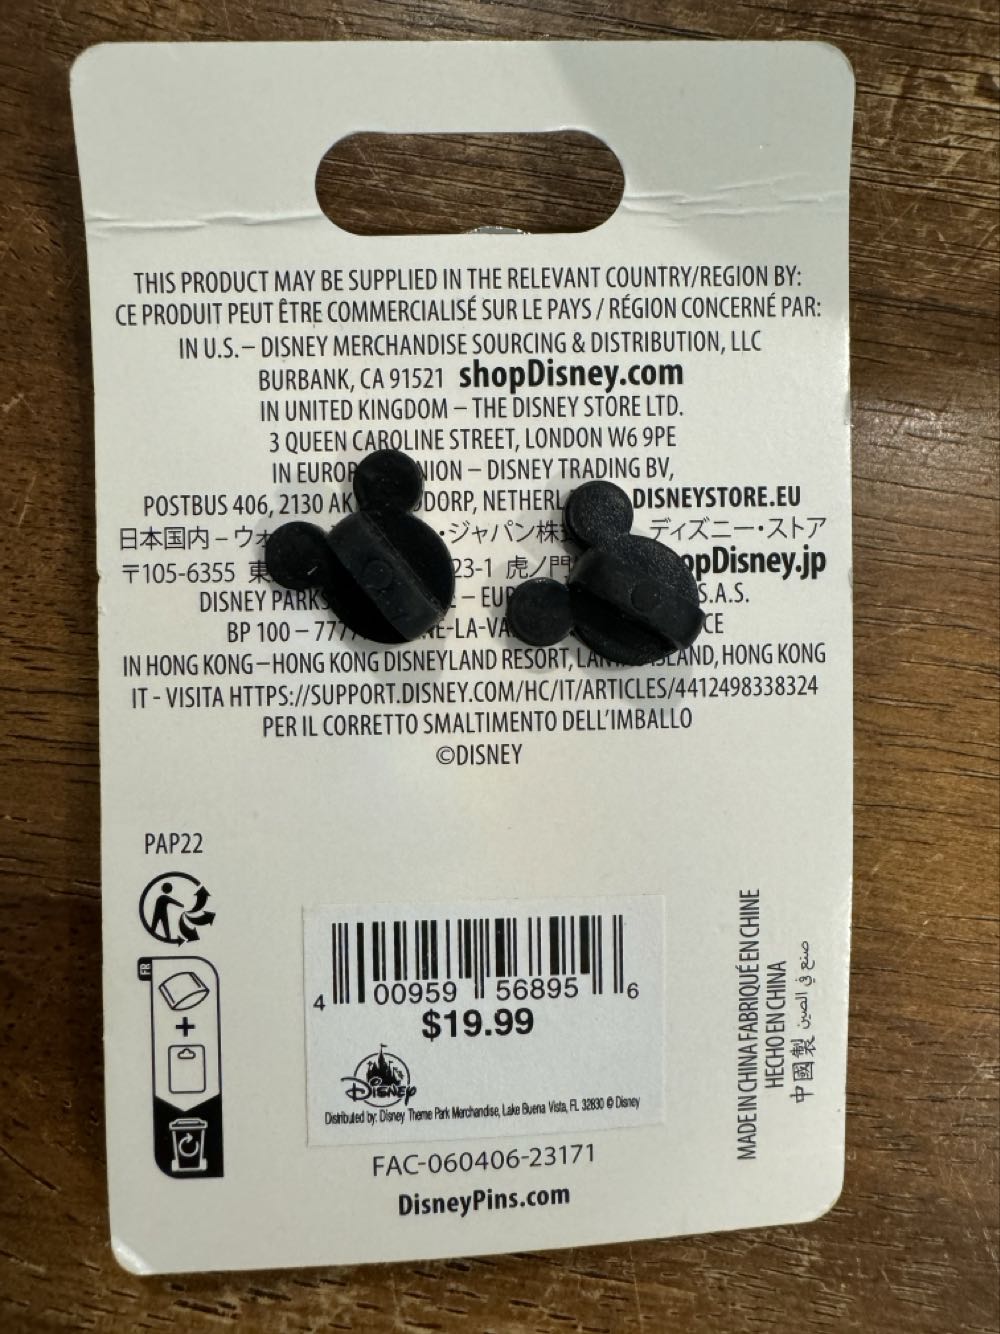 THIS PRODUCT MAY BE SUPPLIED IN THE RELEVANT COUNTRY/REGION BY:
CE PRODUIT PEUT ÊTRE COMMERCIALISÉ SUR LE PAYS / RÉGION CONCERNÉ PAR:
IN U.S. – DISNEY MERCHANDISE SOURCING & DISTRIBUTION, LLC
BURBANK, CA 91521 shopDisney.com
IN UNITED KINGDOM – THE DISNEY STORE LTD.
3 QUEEN CAROLINE STREET, LONDON W6 9PE
IN EUROP NION – DISNEY TRADING BV,
POSTBUS 406, 2130 AK DORP, NETHERL DISNEYSTORE.EU
日本国内 – ウォ ・ジャパン株 ディズニー・ストア
〒105-6355 東 23-1 虎ノ門 opDisney.jp
DISNEY PARKS – EUR S.A.S.
BP 100 – 777 NE-LA-VA CE
IN HONG KONG – HONG KONG DISNEYLAND RESORT, LAN ISLAND, HONG KONG
IT - VISITA HTTPS://SUPPORT.DISNEY.COM/HC/IT/ARTICLES/4412498338324
PER IL CORRETTO SMALTIMENTO DELL'IMBALLO
©DISNEY
PAP22
FR
4 00959 56895 6
$19.99
Disney
Distributed by: Disney Theme Park Merchandise, Lake Buena Vista, FL 32830 © Disney
FAC-060406-23171
DisneyPins.com
MADE IN CHINA FABRIQUÉ EN CHINE
HECHO EN CHINA
中國製 صنع في الصين